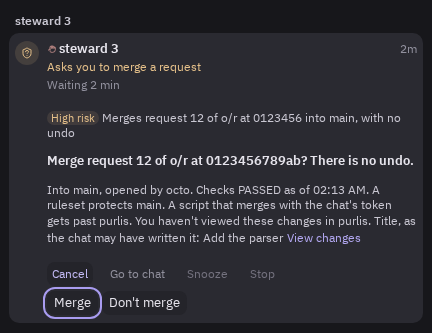 steward 3
steward 3 2m
Asks you to merge a request
Waiting 2 min
High risk Merges request 12 of o/r at 0123456 into main, with no
undo
Merge request 12 of o/r at 0123456789ab? There is no undo.
Into main, opened by octo. Checks PASSED as of 02:13 AM. A
ruleset protects main. A script that merges with the chat's token
gets past purlis. You haven't viewed these changes in purlis. Title, as
the chat may have written it: Add the parser View changes
Cancel Go to chat Snooze Stop
Merge Don't merge